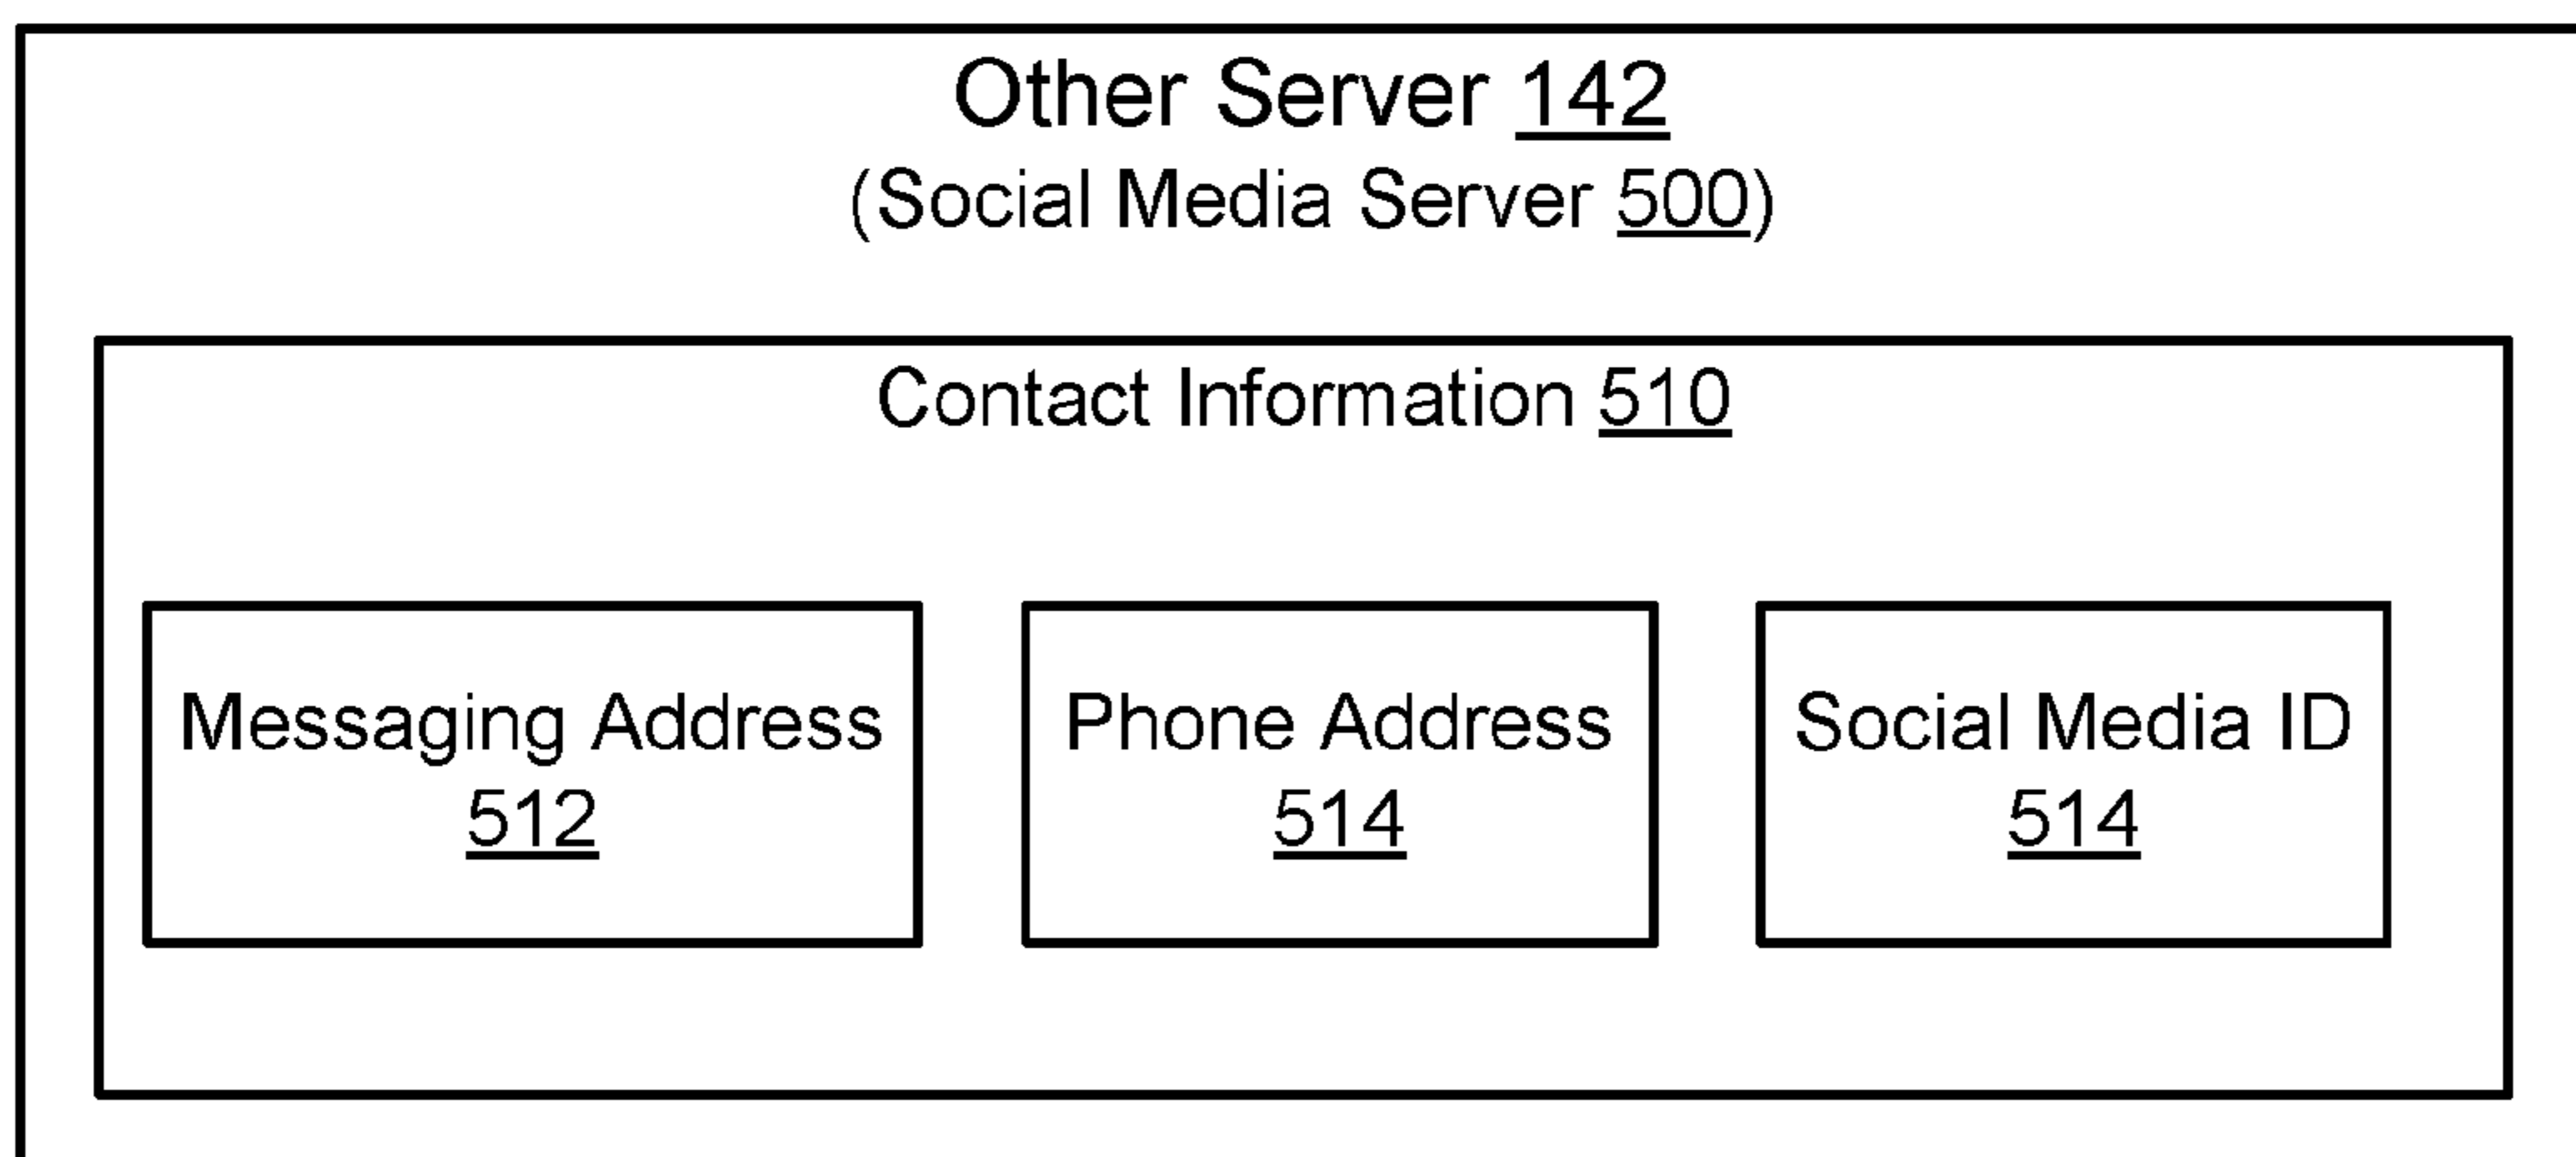 Other Server 142
(Social Media Server 500)
Contact Information 510
Messaging Address
512
Phone Address
514
Social Media ID
514